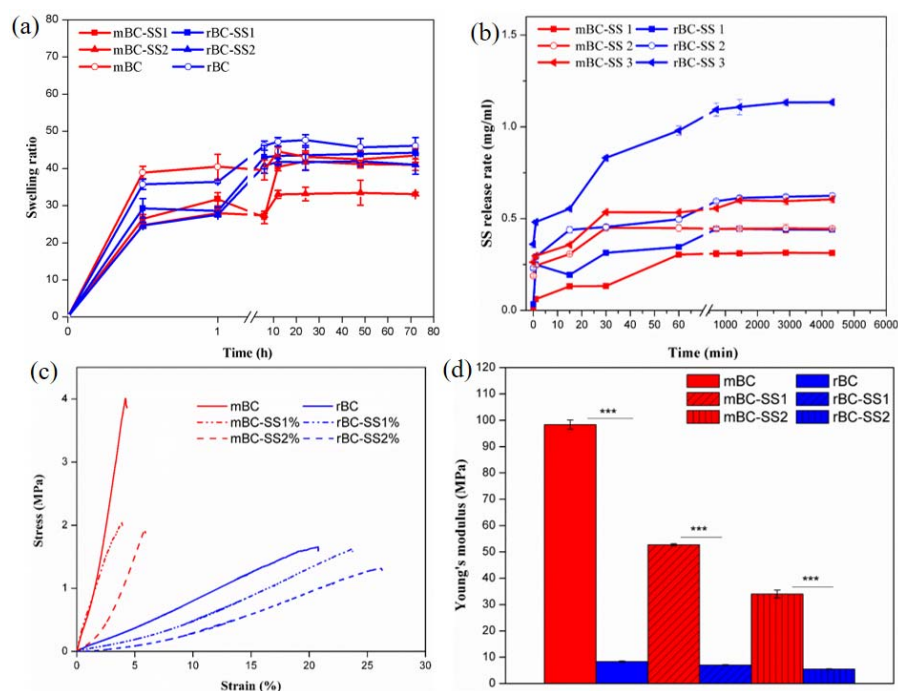 (a)
mBC-SS1
rBC-SS1
mBC-SS2
rBC-SS2
mBC
rBC
80
70
60
50
40
30
20
10
0
Swelling ratio
0
1
10 20 30 40 50 60 70 80
Time (h)
(b)
mBC-SS 1
rBC-SS 1
mBC-SS 2
rBC-SS 2
mBC-SS 3
rBC-SS 3
1.5
1.0
0.5
0.0
SS release rate (mg/ml)
0 20 40 60 1000 2000 3000 4000 5000 6000
Time (min)
(c)
mBC
rBC
mBC-SS1%
rBC-SS1%
mBC-SS2%
rBC-SS2%
4
2
0
Stress (MPa)
0 5 10 15 20 25 30
Strain (%)
(d)
mBC
rBC
mBC-SS1
rBC-SS1
mBC-SS2
rBC-SS2
120
110
100
90
80
70
60
50
40
30
20
10
0
Young's modulus (MPa)
***
***
***